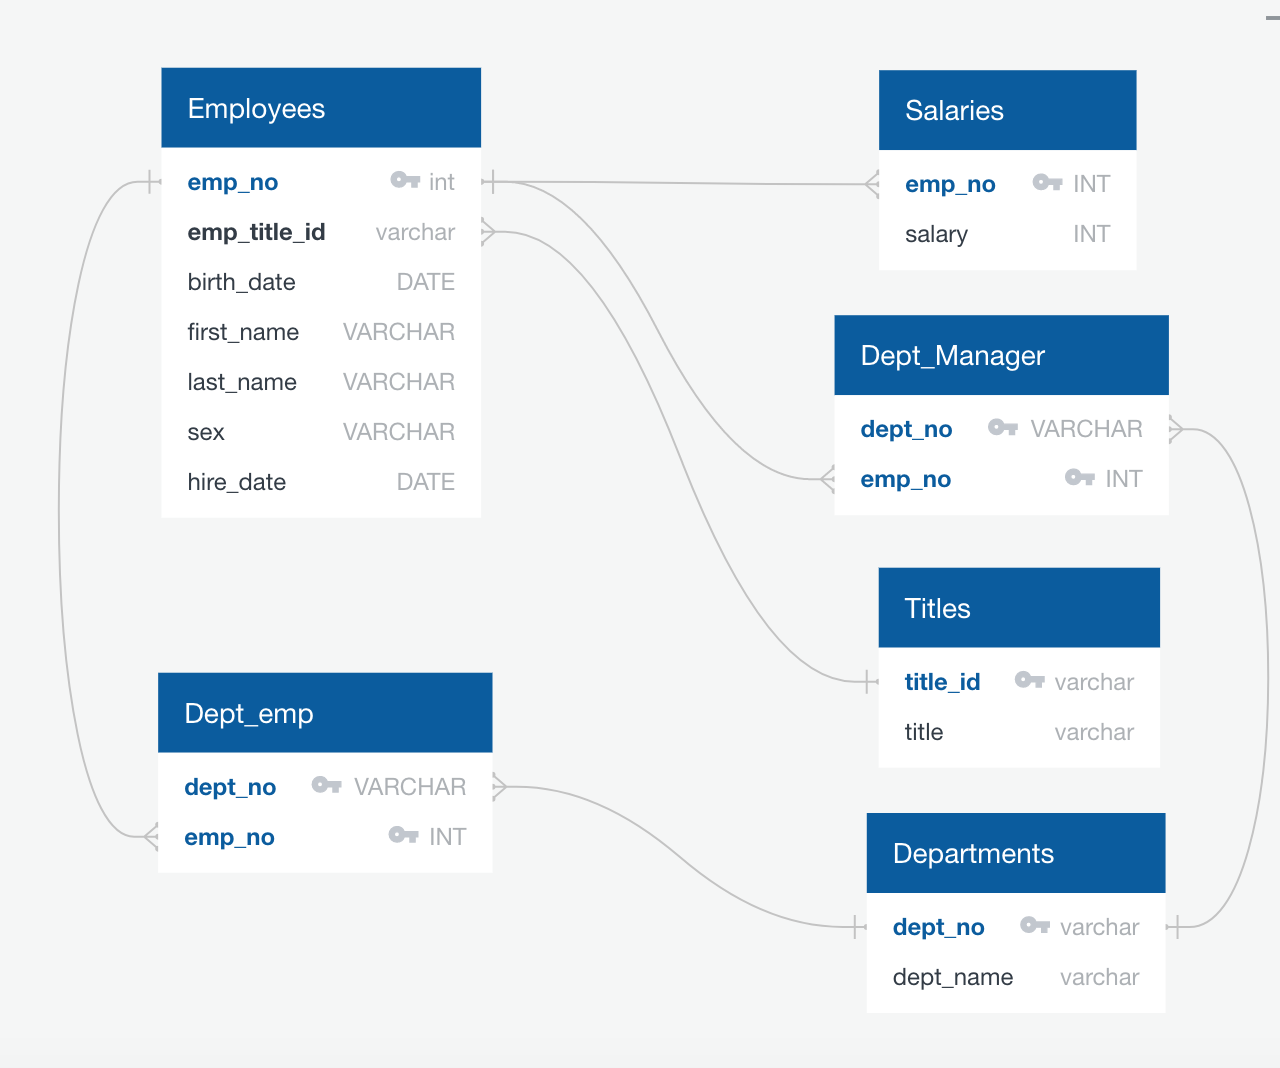 Employees
emp_no int
emp_title_id varchar
birth_date DATE
first_name VARCHAR
last_name VARCHAR
sex VARCHAR
hire_date DATE
Salaries
emp_no INT
salary INT
Dept_Manager
dept_no VARCHAR
emp_no INT
Titles
title_id varchar
title varchar
Dept_emp
dept_no VARCHAR
emp_no INT
Departments
dept_no varchar
dept_name varchar